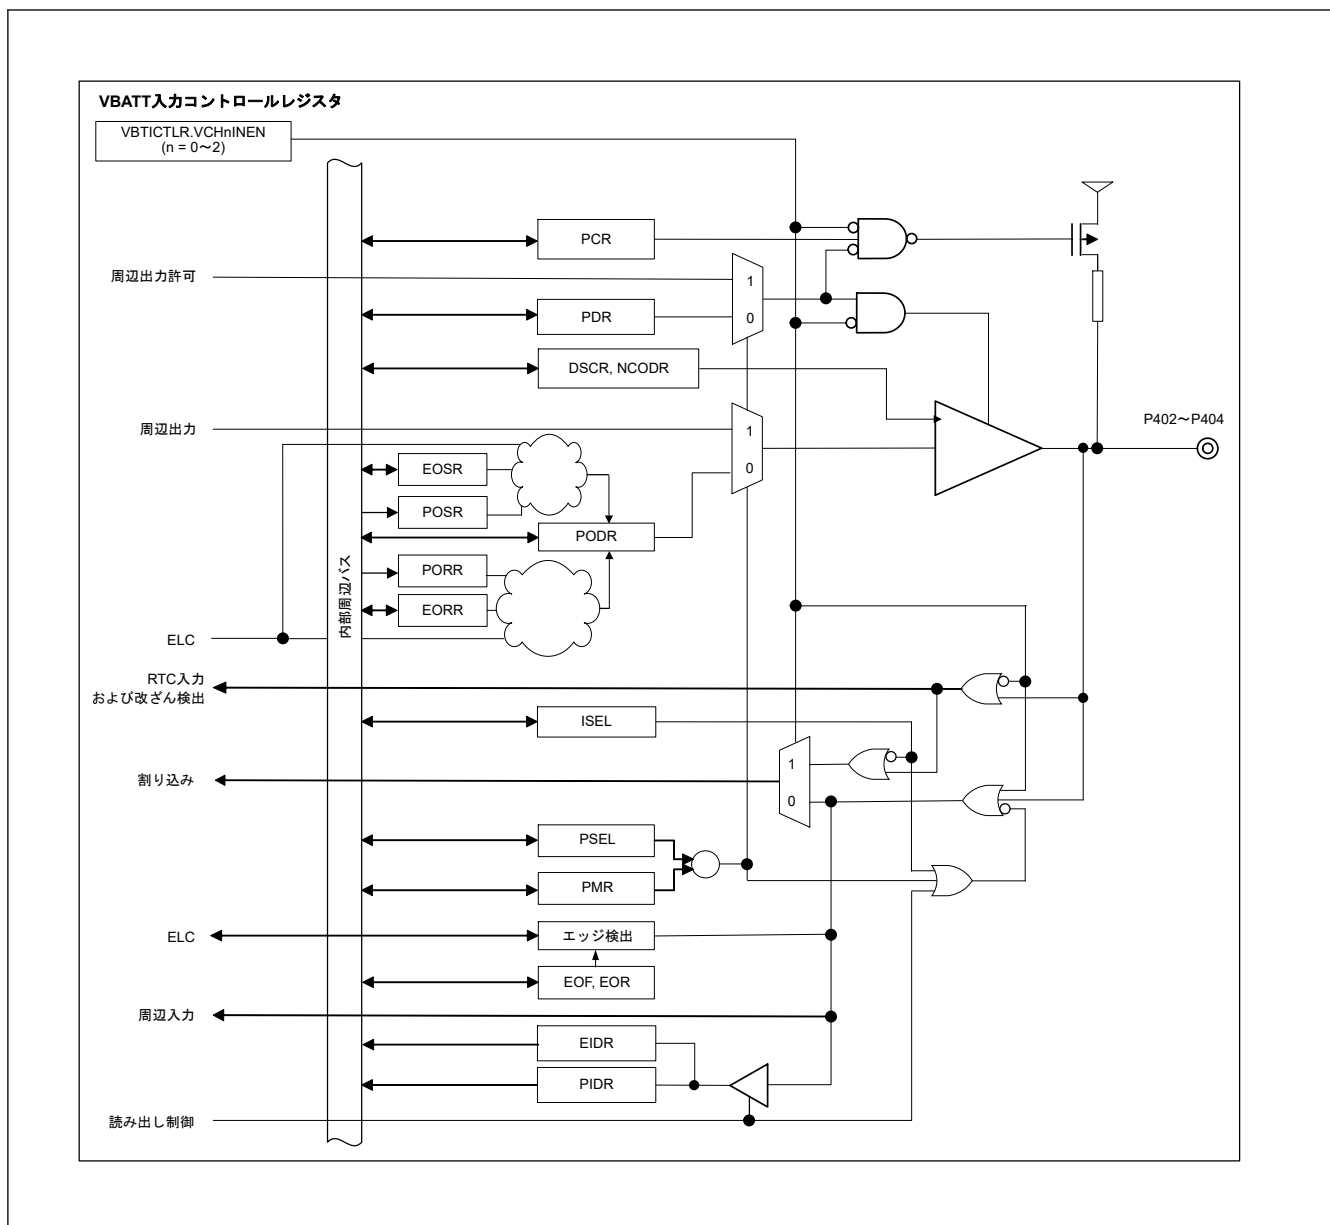 VBATT入力コントロールレジスタ
VBTICTLR.VCHnINEN
(n = 0～2)
PCR
周辺出力許可
1
0
PDR
DSCR, NCODR
周辺出力
1
0
P402～P404
EOSR
POSR
PODR
PORR
EORR
内部周辺バス
ELC
RTC入力
および改ざん検出
ISEL
割り込み
1
0
PSEL
PMR
ELC
エッジ検出
EOF, EOR
周辺入力
EIDR
PIDR
読み出し制御